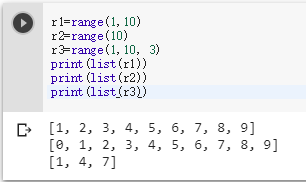 r1=range(1,10)
r2=range(10)
r3=range(1,10, 3)
print(list(r1))
print(list(r2))
print(list(r3))
[1, 2, 3, 4, 5, 6, 7, 8, 9]
[0, 1, 2, 3, 4, 5, 6, 7, 8, 9]
[1, 4, 7]